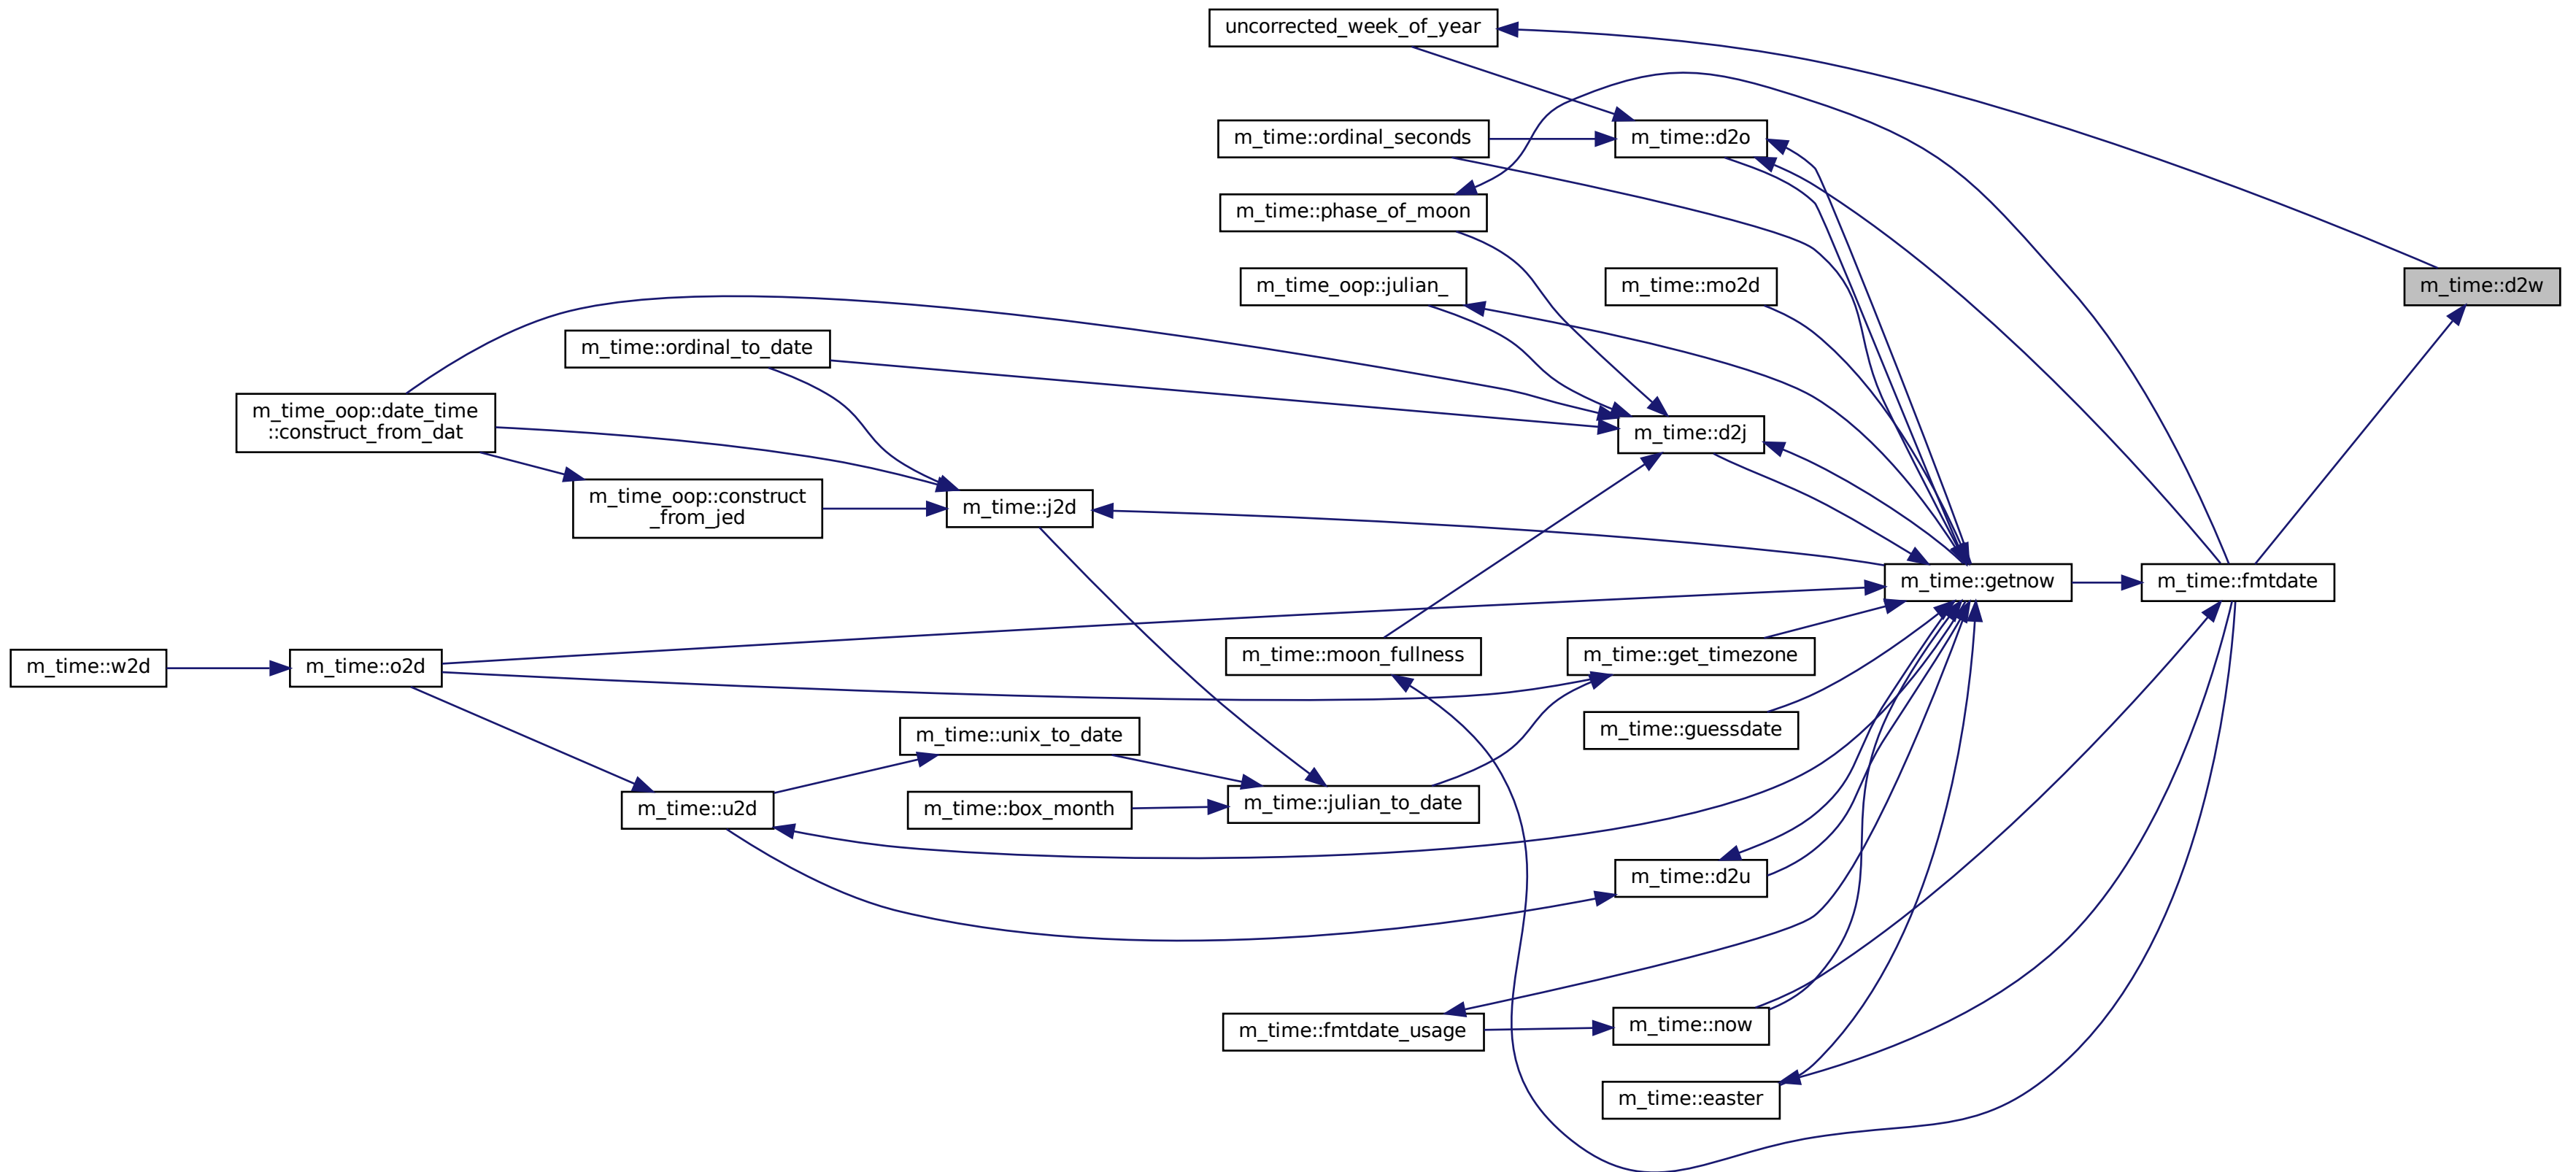 uncorrected_week_of_year
m_time::ordinal_seconds
m_time::d2o
m_time::phase_of_moon
m_time_oop::julian_
m_time::mo2d
m_time::d2w
m_time::ordinal_to_date
m_time_oop::date_time
::construct_from_dat
m_time::d2j
m_time_oop::construct
_from_jed
m_time::j2d
m_time::getnow
m_time::fmtdate
m_time::w2d
m_time::o2d
m_time::moon_fullness
m_time::get_timezone
m_time::guessdate
m_time::unix_to_date
m_time::u2d
m_time::box_month
m_time::julian_to_date
m_time::d2u
m_time::fmtdate_usage
m_time::now
m_time::easter